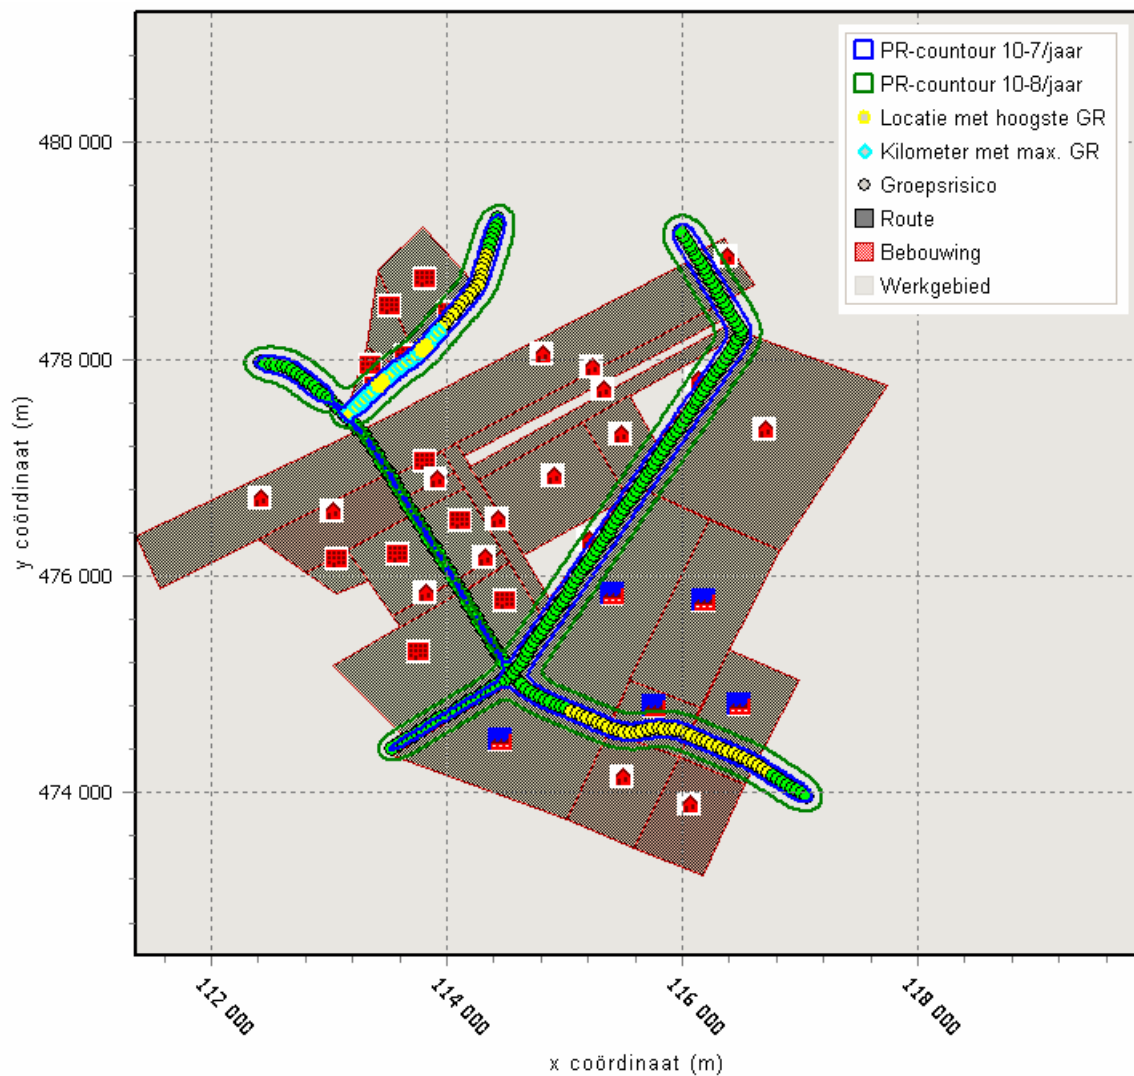 PR-countour 10-7/jaar
PR-countour 10-8/jaar
Locatie met hoogste GR
Kilometer met max. GR
Groepsrisico
Route
Bebouwing
Werkgebied
480 000
478 000
476 000
474 000
y coördinaat (m)
112 000
114 000
116 000
118 000
x coördinaat (m)